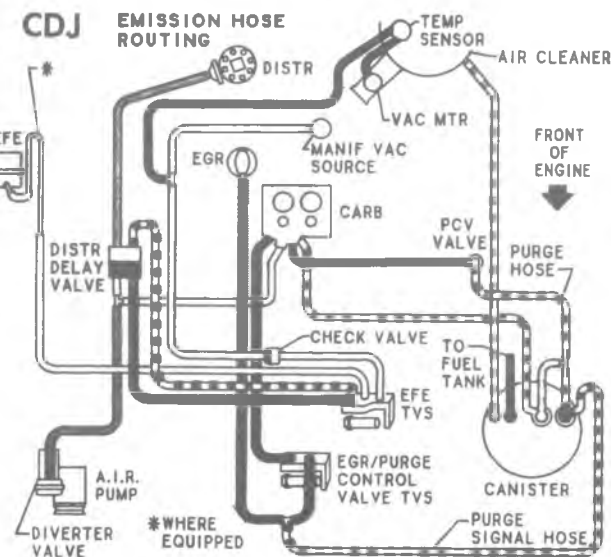 CDJ
EMISSION HOSE
ROUTING
TEMP
SENSOR
AIR CLEANER
*
DISTR
VAC MTR
EFE
MANIF VAC
SOURCE
EGR
FRONT
OF
ENGINE
CARB
PCV
VALVE
PURGE
HOSE
DISTR
DELAY
VALVE
CHECK VALVE
TO
FUEL
TANK
EFE
TVS
A.I.R.
PUMP
EGR/PURGE
CONTROL
VALVE TVS
CANISTER
DIVERTER
VALVE
*WHERE
EQUIPPED
PURGE
SIGNAL HOSE